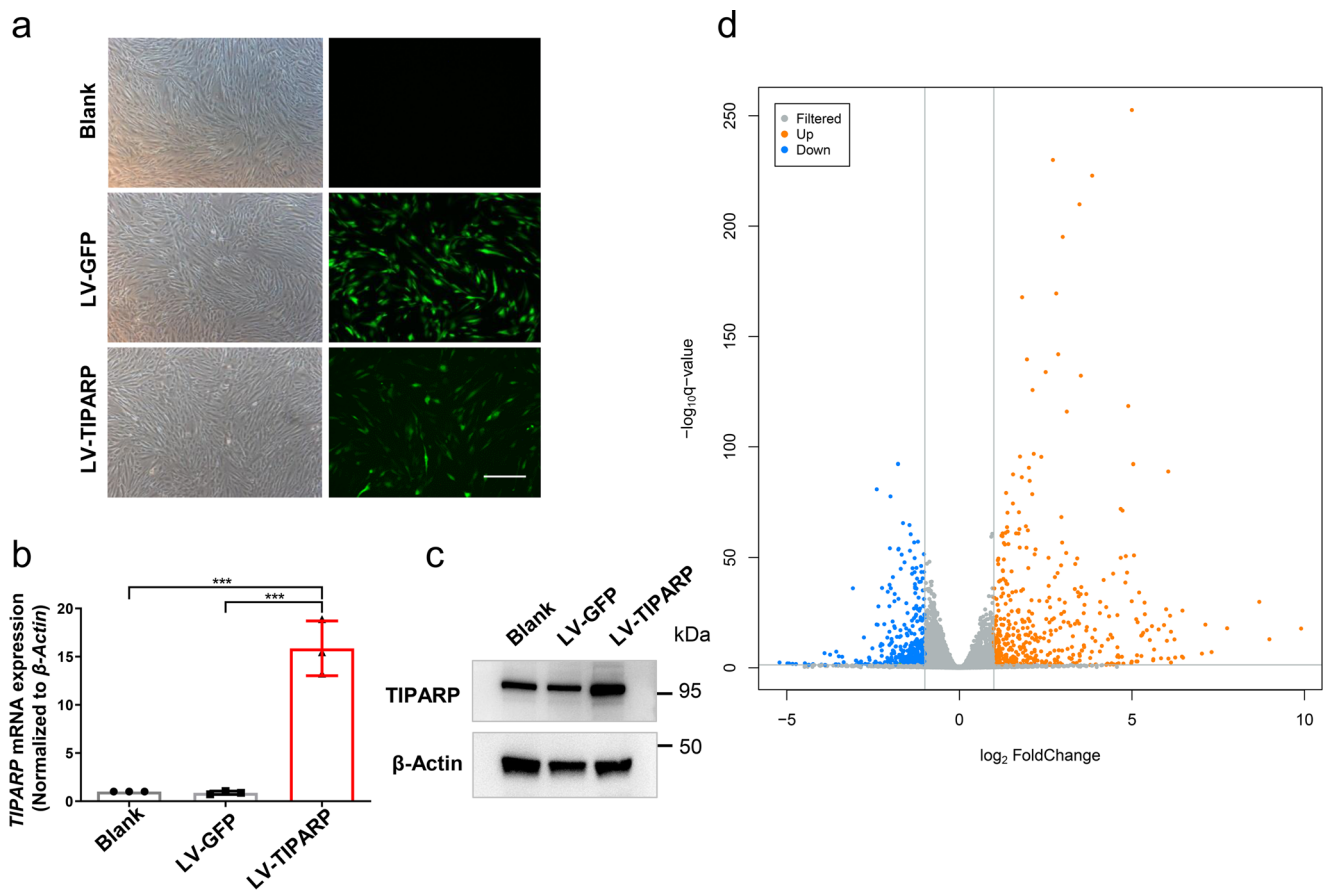 a
Blank
LV-GFP
LV-TIPARP
b
TIPARP mRNA expression
(Normalized to β-Actin)
20
15
10
5
0
***
***
Blank
LV-GFP
LV-TIPARP
c
Blank
LV-GFP
LV-TIPARP
kDa
TIPARP
95
50
β-Actin
d
Filtered
Up
Down
250
200
150
100
50
0
−log₁₀q−value
−5
0
5
10
log₂ FoldChange